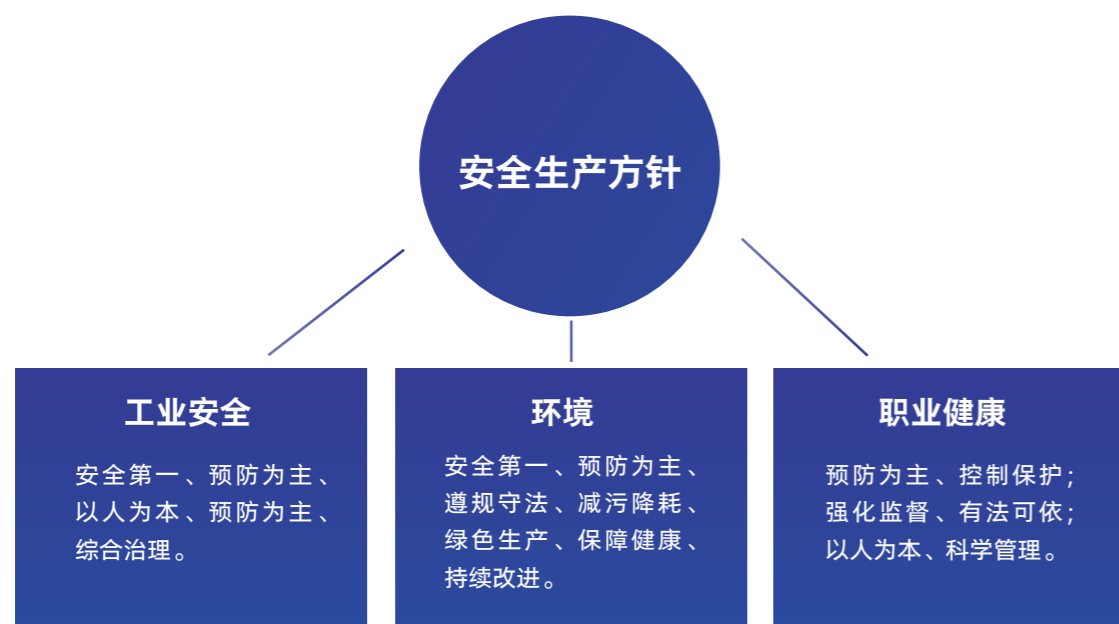 安全生产方针
工业安全
安全第一、预防为主、
以人为本、预防为主、
综合治理。
环境
安全第一、预防为主、
遵规守法、减污降耗、
绿色生产、保障健康、
持续改进。
职业健康
预防为主、控制保护；
强化监督、有法可依；
以人为本、科学管理。